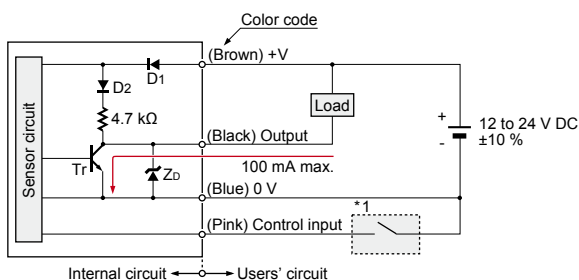 Color code
(Brown) +V
D1
D2
Load
4.7 kΩ
12 to 24 V DC
±10 %
+
-
(Black) Output
Sensor circuit
Tr
ZD
100 mA max.
(Blue) 0 V
*1
(Pink) Control input
Internal circuit
Users' circuit